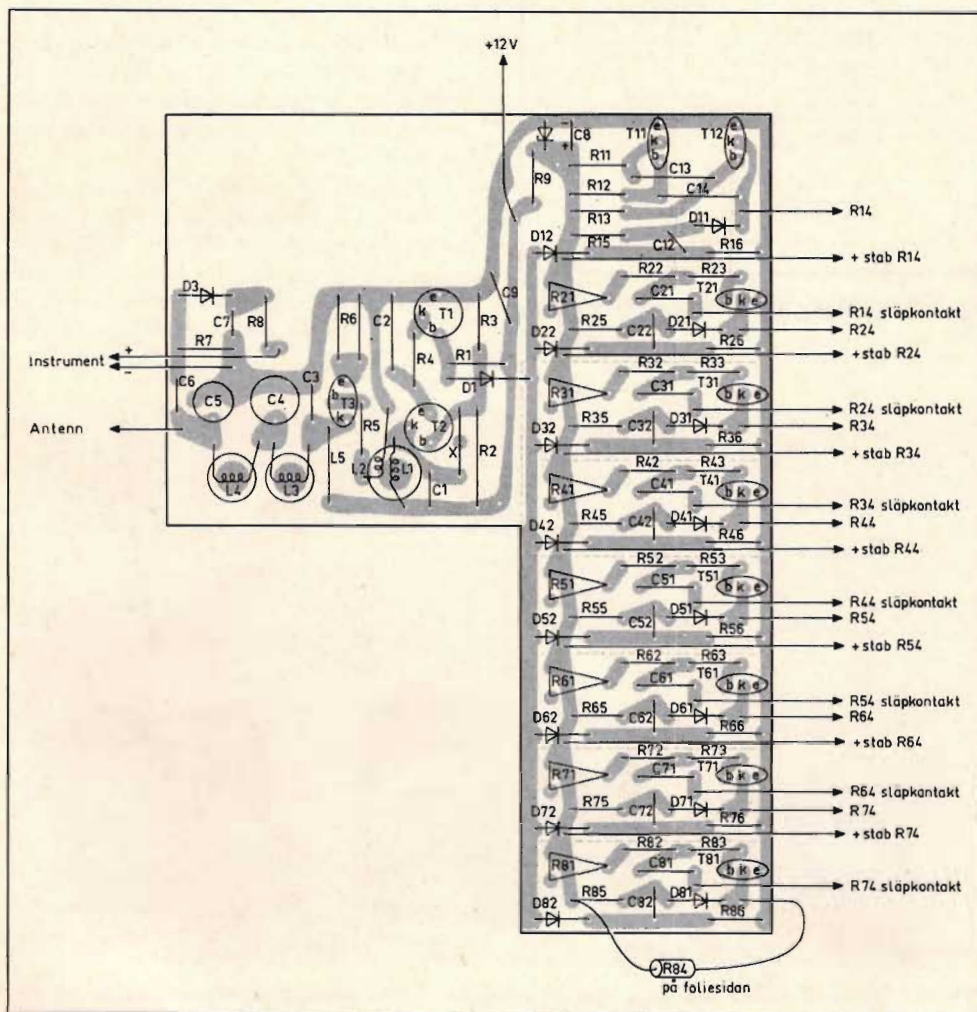 +12V
e
k
b
T11
T12
e
k
b
-
+
C8
R9
R11
C13
R12
C14
R13
D11
R14
D12
R15
C12
R16
+ stab R14
R22
R23
R21
C21
T21
b k e
R14 släpkontakt
D22
R25
C22
D21
R24
R26
+ stab R24
R32
R33
R31
C31
T31
b k e
R24 släpkontakt
D32
R35
C32
D31
R34
R36
+ stab R34
R42
R43
R41
C41
T41
b k e
R34 släpkontakt
D42
R45
C42
D41
R44
R46
+ stab R44
R52
R53
R51
C51
T51
b k e
R44 släpkontakt
D52
R55
C52
D51
R54
R56
+ stab R54
R62
R63
R61
C61
T61
b k e
R54 släpkontakt
D62
R65
C62
D61
R64
R66
+ stab R64
R72
R73
R71
C71
T71
b k e
R64 släpkontakt
D72
R75
C72
D71
R74
R76
+ stab R74
R82
R83
R81
C81
T81
b k e
R74 släpkontakt
D82
R85
C82
D81
R86
R84
på foliesidan
D3
C7
R8
R7
R6
C2
e
k
b
T1
R3
C9
R4
R1
D1
Instrument
+
-
C6
C5
C4
C3
e
b
k
T3
R5
e
k
b
T2
X
R2
Antenn
L4
L3
L5
L2
L1
C1